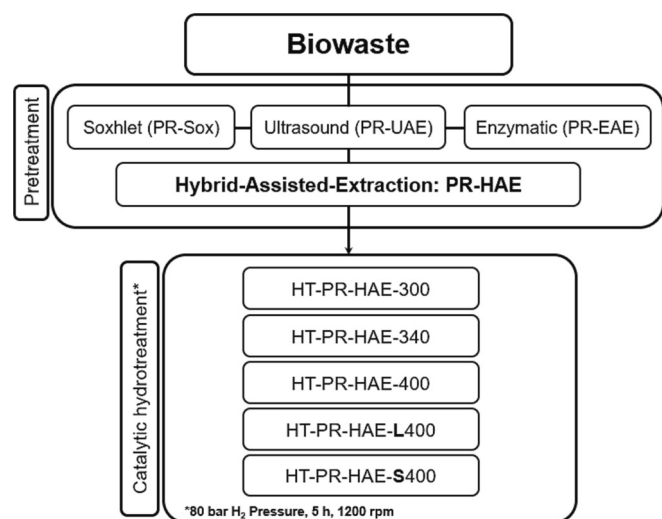 Biowaste
Pretreatment
Soxhlet (PR-Sox)
Ultrasound (PR-UAE)
Enzymatic (PR-EAE)
Hybrid-Assisted-Extraction: PR-HAE
Catalytic hydrotreatment*
HT-PR-HAE-300
HT-PR-HAE-340
HT-PR-HAE-400
HT-PR-HAE-L400
HT-PR-HAE-S400
*80 bar H₂ Pressure, 5 h, 1200 rpm